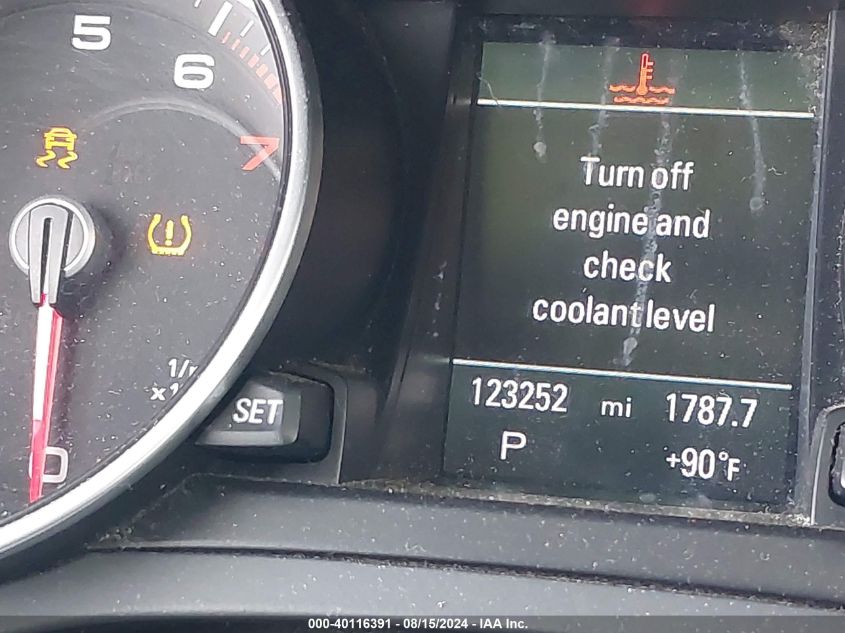 5
6
7
Turn off
engine and
check
coolant level
SET
0
123252 mi 1787.7
P +90°F
000-40116391 - 08/15/2024 - IAA Inc.